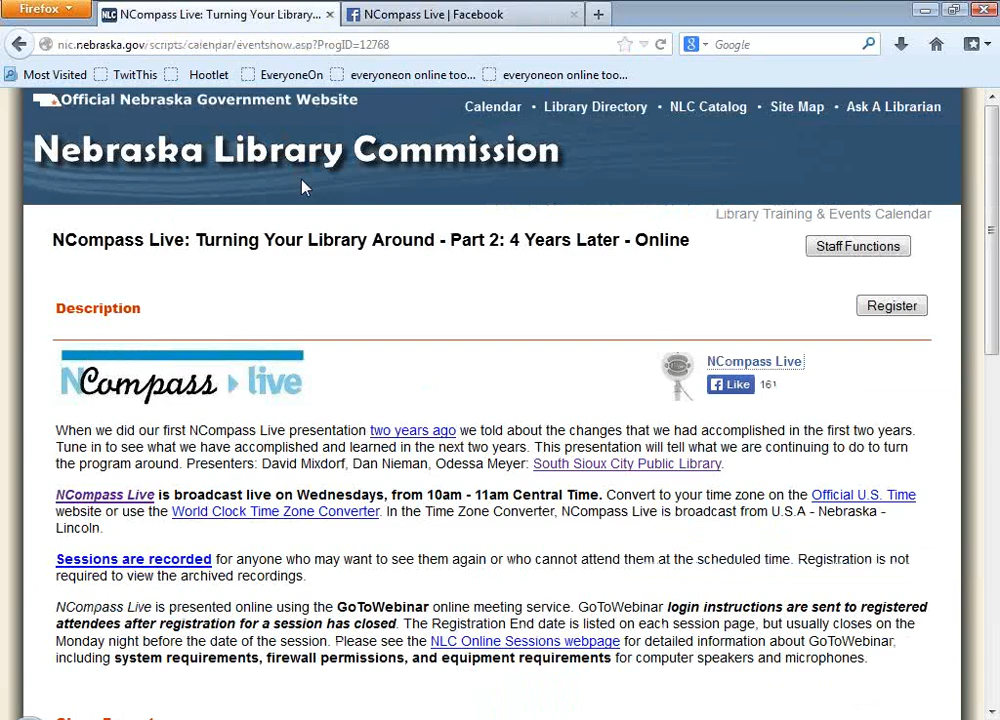 Firefox
NCompass Live: Turning Your Library...
NCompass Live | Facebook
nlc.nebraska.gov/scripts/calendar/eventshow.asp?ProgID=12768
Google
Most Visited TwitThis Hootlet EveryoneOn everyoneon online too... everyoneon online too...
Official Nebraska Government Website
Calendar • Library Directory • NLC Catalog • Site Map • Ask A Librarian
Nebraska Library Commission
Library Training & Events Calendar
NCompass Live: Turning Your Library Around - Part 2: 4 Years Later - Online
Staff Functions
Description
Register
NCompass live
NCompass Live
Like 161
When we did our first NCompass Live presentation two years ago we told about the changes that we had accomplished in the first two years.
Tune in to see what we have accomplished and learned in the next two years. This presentation will tell what we are continuing to do to turn
the program around. Presenters: David Mixdorf, Dan Nieman, Odessa Meyer: South Sioux City Public Library.
NCompass Live is broadcast live on Wednesdays, from 10am - 11am Central Time. Convert to your time zone on the Official U.S. Time
website or use the World Clock Time Zone Converter. In the Time Zone Converter, NCompass Live is broadcast from U.S.A - Nebraska -
Lincoln.
Sessions are recorded for anyone who may want to see them again or who cannot attend them at the scheduled time. Registration is not
required to view the archived recordings.
NCompass Live is presented online using the GoToWebinar online meeting service. GoToWebinar login instructions are sent to registered
attendees after registration for a session has closed. The Registration End date is listed on each session page, but usually closes on the
Monday night before the date of the session. Please see the NLC Online Sessions webpage for detailed information about GoToWebinar,
including system requirements, firewall permissions, and equipment requirements for computer speakers and microphones.